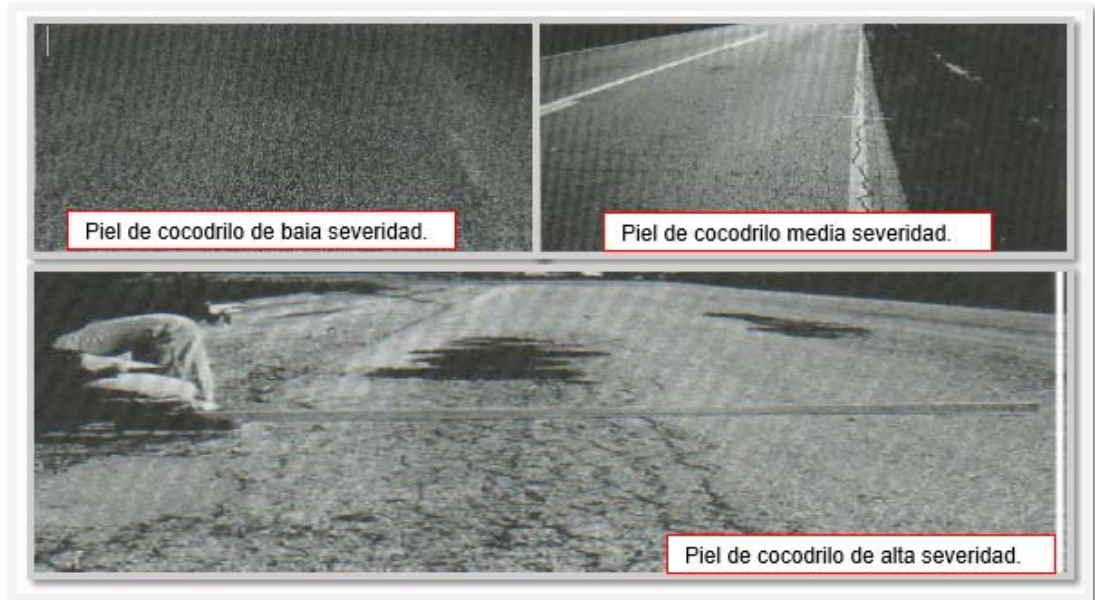 Piel de cocodrilo de baia severidad.
Piel de cocodrilo media severidad.
Piel de cocodrilo de alta severidad.